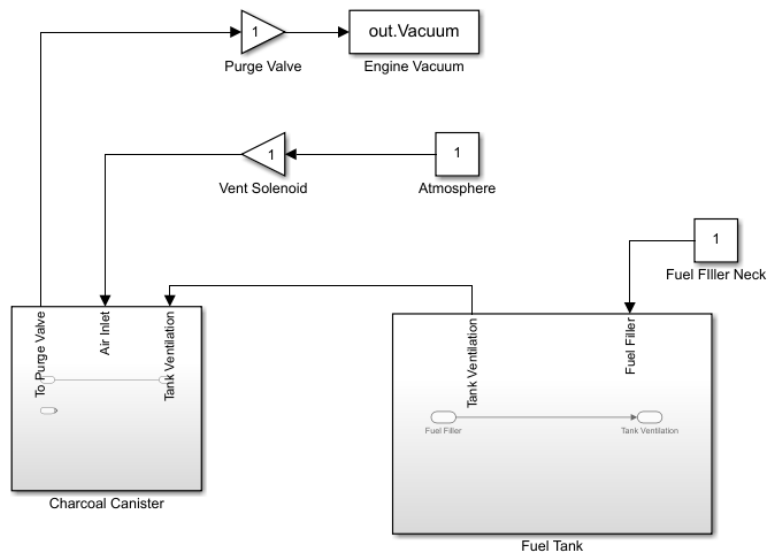 1
out.Vacuum
Purge Valve
Engine Vacuum
1
1
Vent Solenoid
Atmosphere
1
Fuel FIller Neck
To Purge Valve
Air Inlet
Tank Ventilation
Tank Ventilation
Fuel Filler
Fuel Filler
Tank Ventilation
Charcoal Canister
Fuel Tank